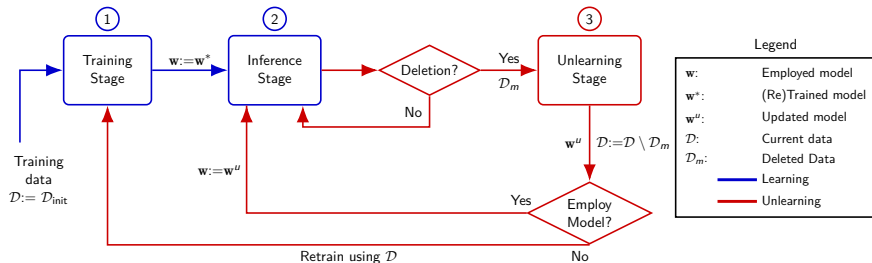 1
2
3
Training
Stage
w:=w*
Inference
Stage
Deletion?
Yes
𝒟ₘ
No
Unlearning
Stage
Training
data
𝒟:= 𝒟init
w:=wᵘ
wᵘ
𝒟:=𝒟 \ 𝒟ₘ
Yes
Employ
Model?
No
Retrain using 𝒟
Legend
w: Employed model
w*: (Re)Trained model
wᵘ: Updated model
𝒟: Current data
𝒟ₘ: Deleted Data
Learning
Unlearning